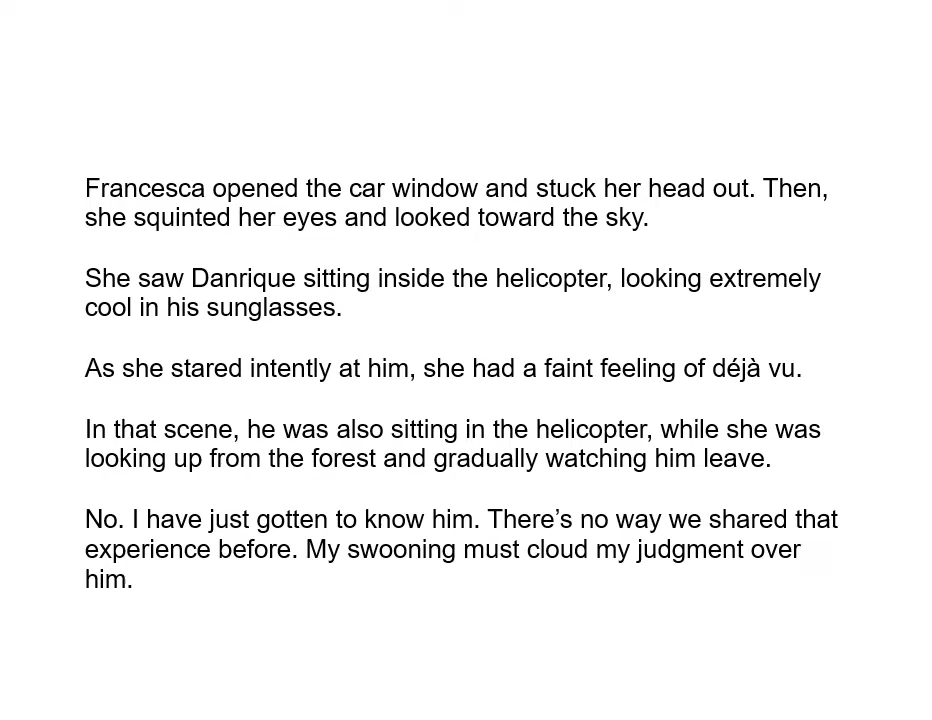 Francesca opened the car window and stuck her head out. Then,
she squinted her eyes and looked toward the sky.
She saw Danrique sitting inside the helicopter, looking extremely
cool in his sunglasses.
As she stared intently at him, she had a faint feeling of déjà vu.
In that scene, he was also sitting in the helicopter, while she was
looking up from the forest and gradually watching him leave.
No. I have just gotten to know him. There’s no way we shared that
experience before. My swooning must cloud my judgment over
him.